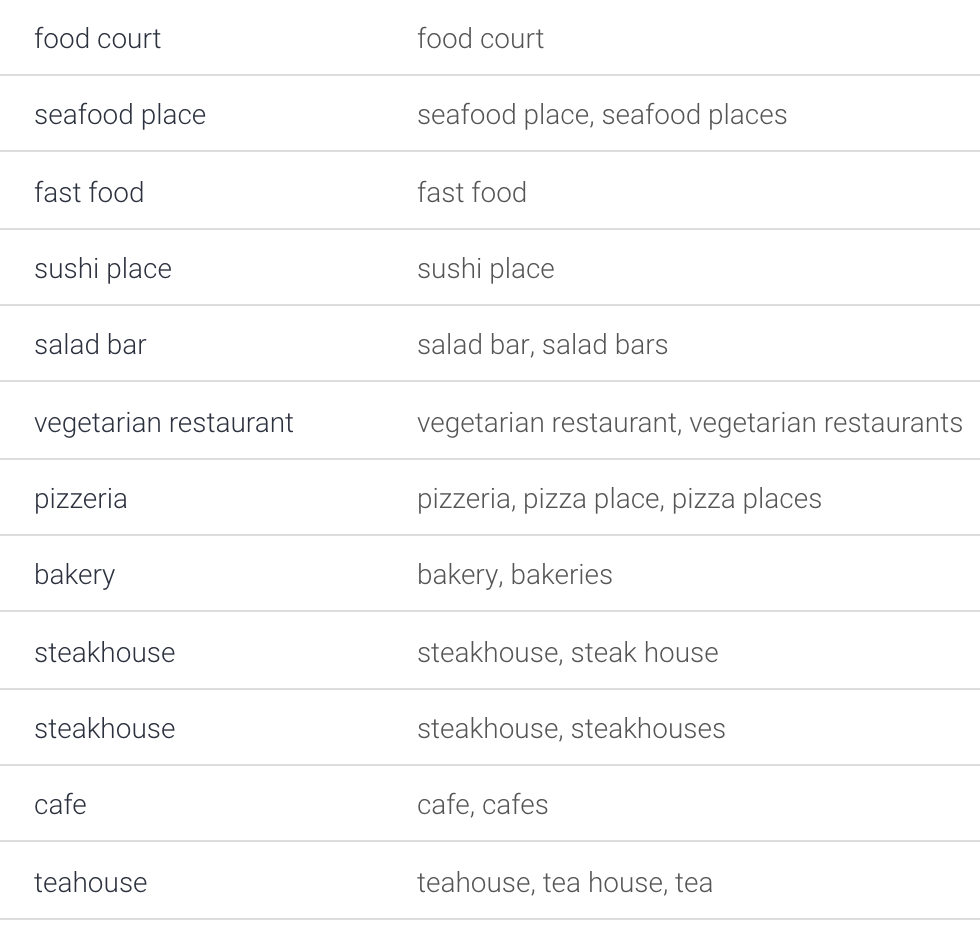 food court food court
seafood place seafood place, seafood places
fast food fast food
sushi place sushi place
salad bar salad bar, salad bars
vegetarian restaurant vegetarian restaurant, vegetarian restaurants
pizzeria pizzeria, pizza place, pizza places
bakery bakery, bakeries
steakhouse steakhouse, steak house
steakhouse steakhouse, steakhouses
cafe cafe, cafes
teahouse teahouse, tea house, tea